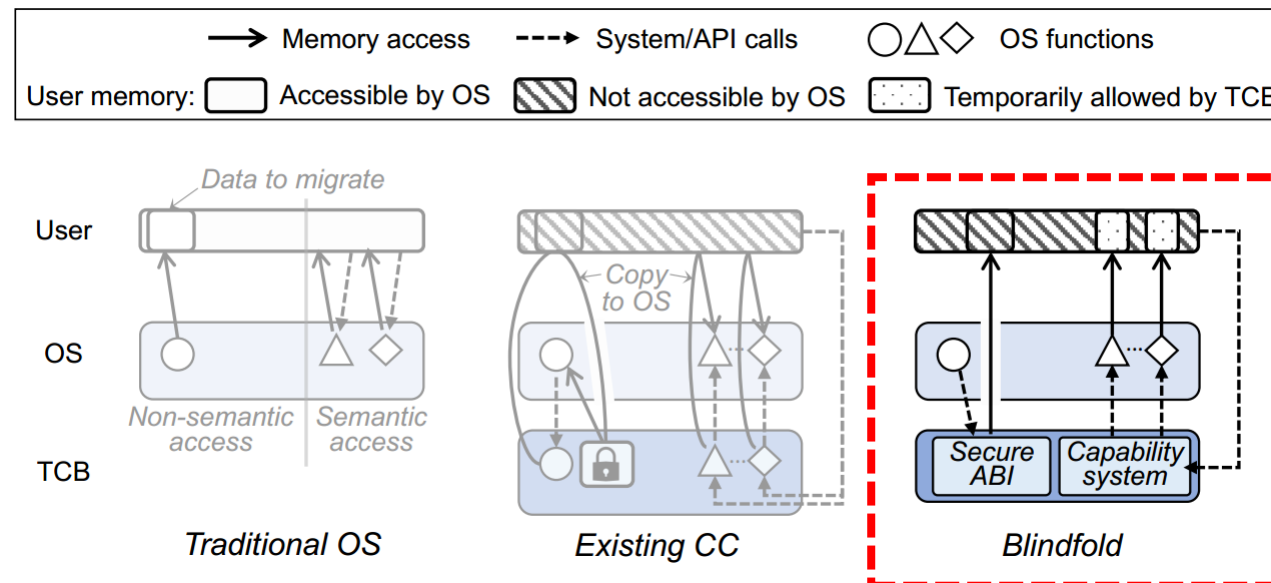 Memory access
System/API calls
OS functions
User memory:
Accessible by OS
Not accessible by OS
Temporarily allowed by TCB
Data to migrate
User
Copy
to OS
OS
Non-semantic
access
Semantic
access
TCB
Secure
ABI
Capability
system
Traditional OS
Existing CC
Blindfold